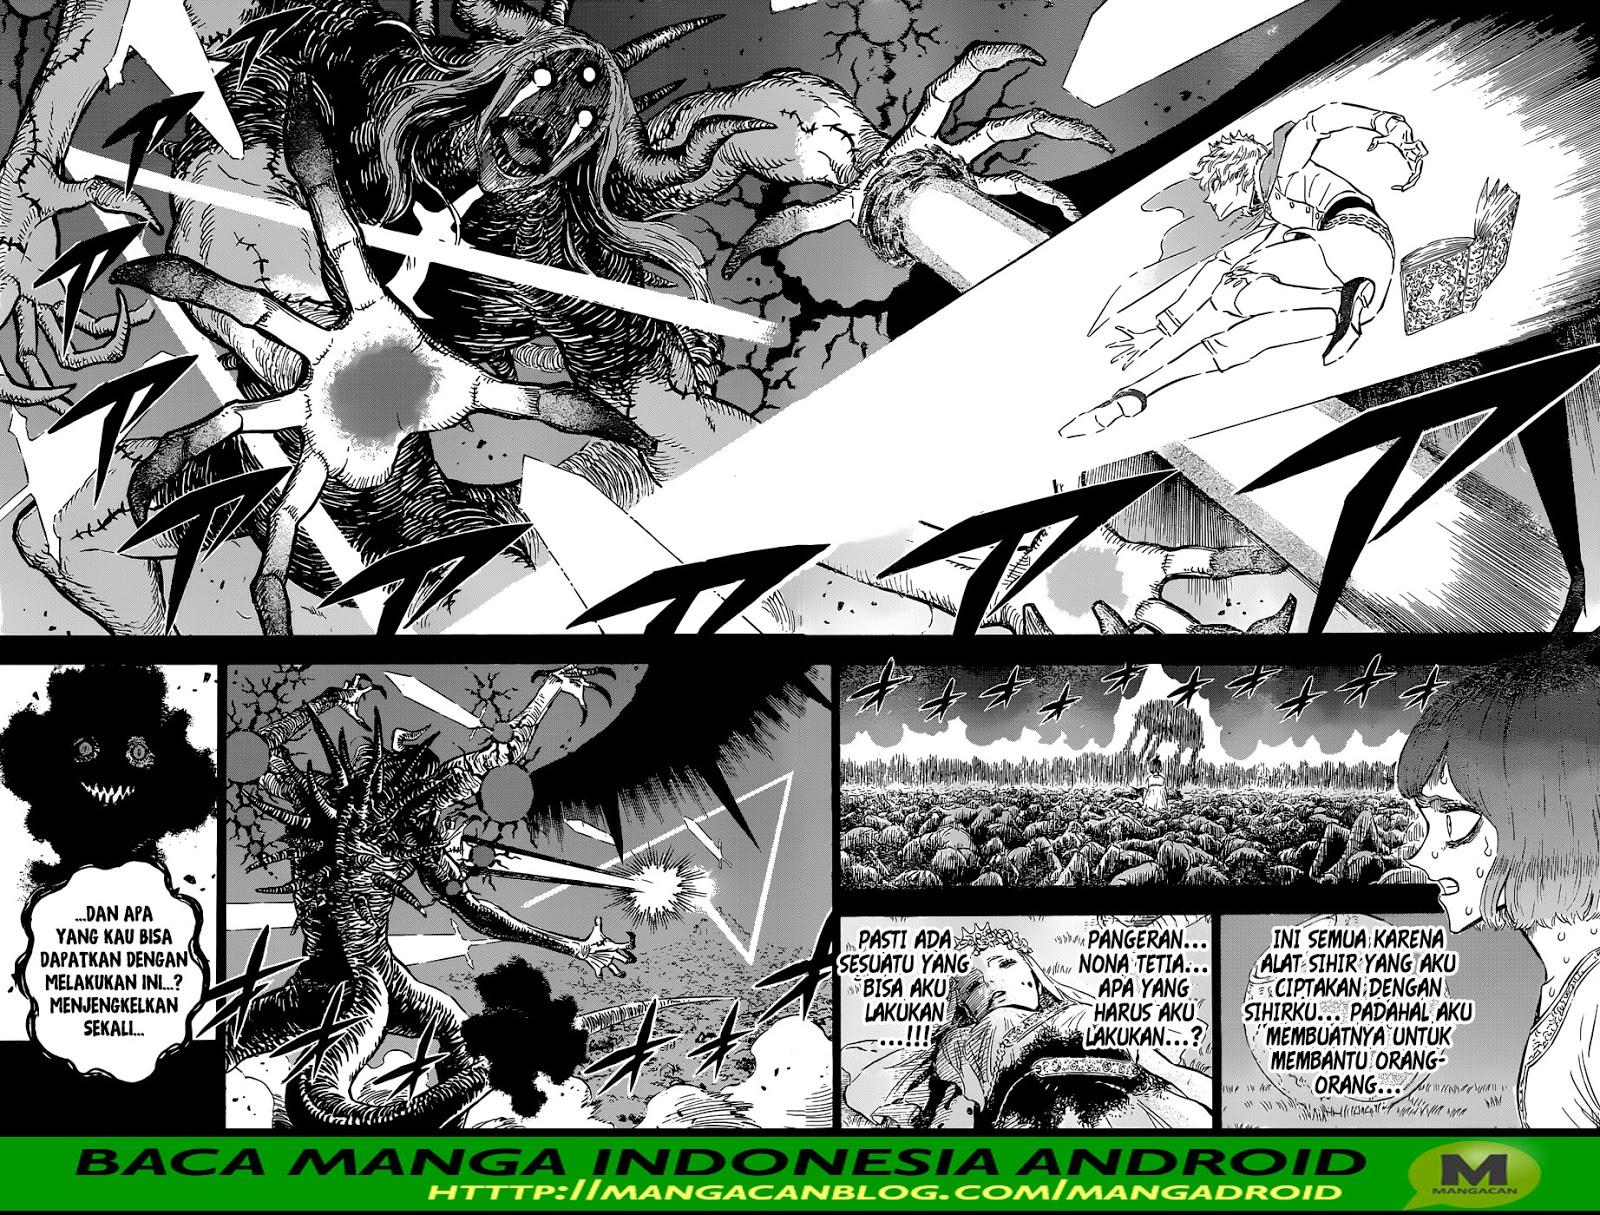 INI SEMUA KARENA
ALAT SIHIR YANG AKU
CIPTAKAN DENGAN
SIHIRKU... PADAHAL AKU
MEMBUATNYA UNTUK
MEMBANTU ORANG-
ORANG...
PANGERAN...
NONA TETIA...
APA YANG
HARUS AKU
LAKUKAN...?
PASTI ADA
SESUATU YANG
BISA AKU
LAKUKAN
...!!!
...DAN APA
YANG KAU BISA
DAPATKAN DENGAN
MELAKUKAN INI...?
MENJENGKELKAN
SEKALI...
BACA MANGA INDONESIA ANDROID
HTTTP://MANGACANBLOG.COM/MANGADROID
M
MANGACAN